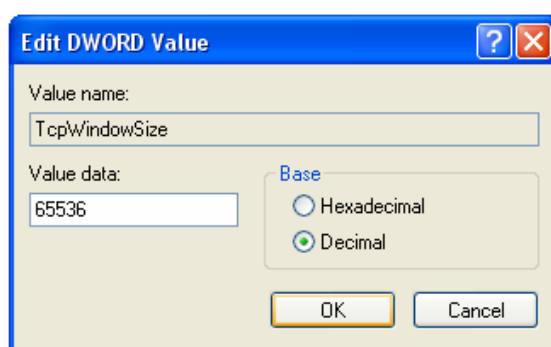 Edit DWORD Value
Value name:
TcpWindowSize
Value data:
65536
Base
Hexadecimal
Decimal
OK
Cancel